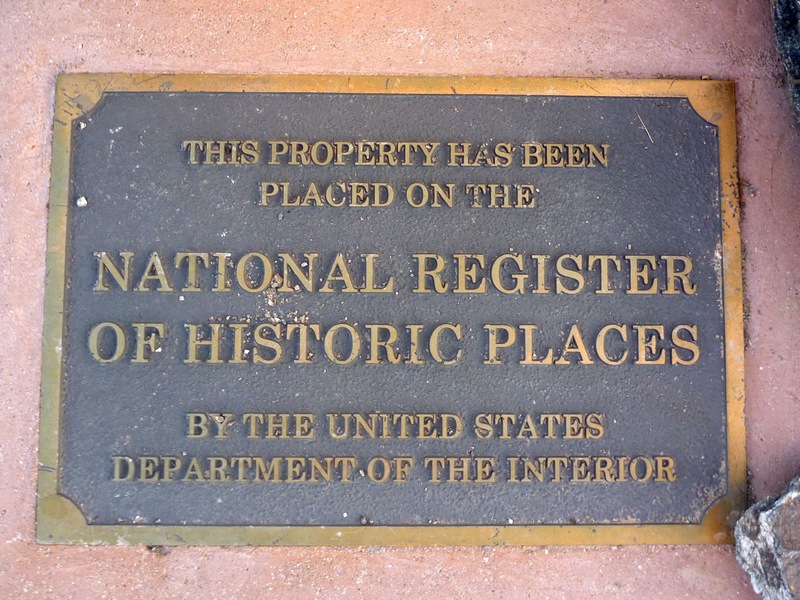 THIS PROPERTY HAS BEEN
PLACED ON THE
NATIONAL REGISTER
OF HISTORIC PLACES
BY THE UNITED STATES
DEPARTMENT OF THE INTERIOR